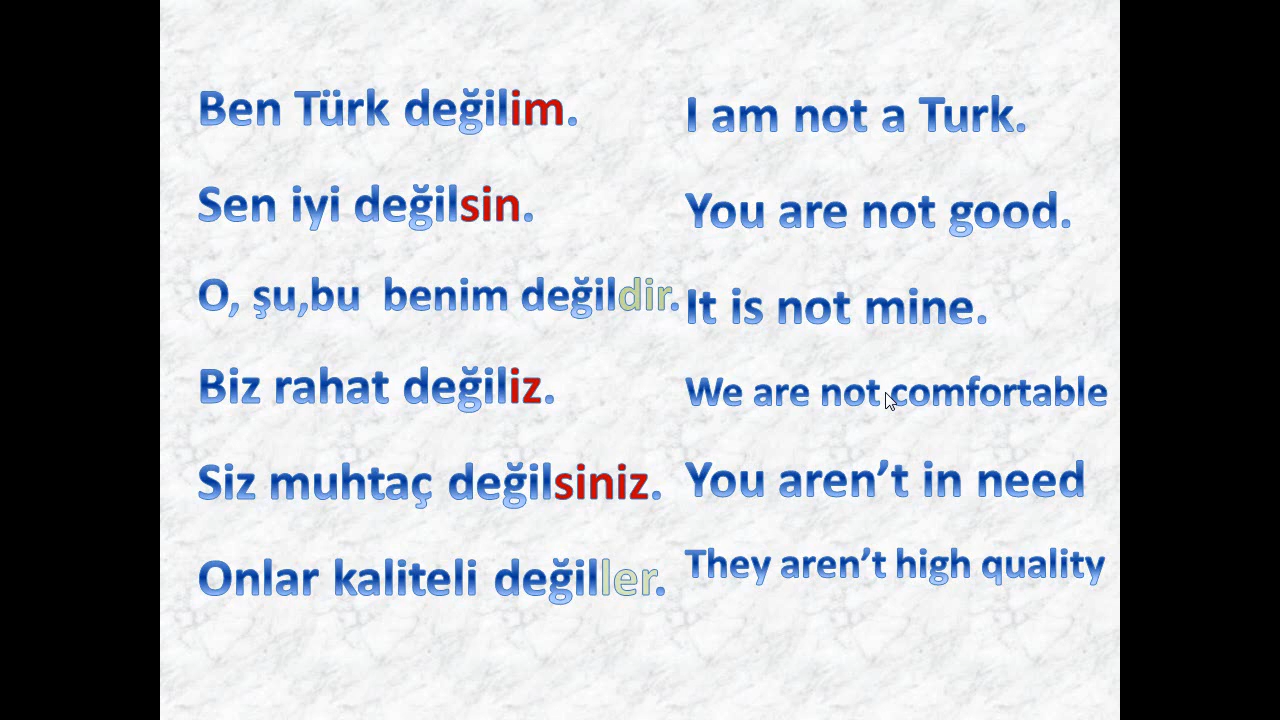 Ben Türk değilim.
I am not a Turk.
Sen iyi değilsin.
You are not good.
O, şu,bu  benim değildir.
It is not mine.
Biz rahat değiliz.
We are not comfortable
Siz muhtaç değilsiniz.
You aren’t in need
Onlar kaliteli değiller.
They aren’t high quality